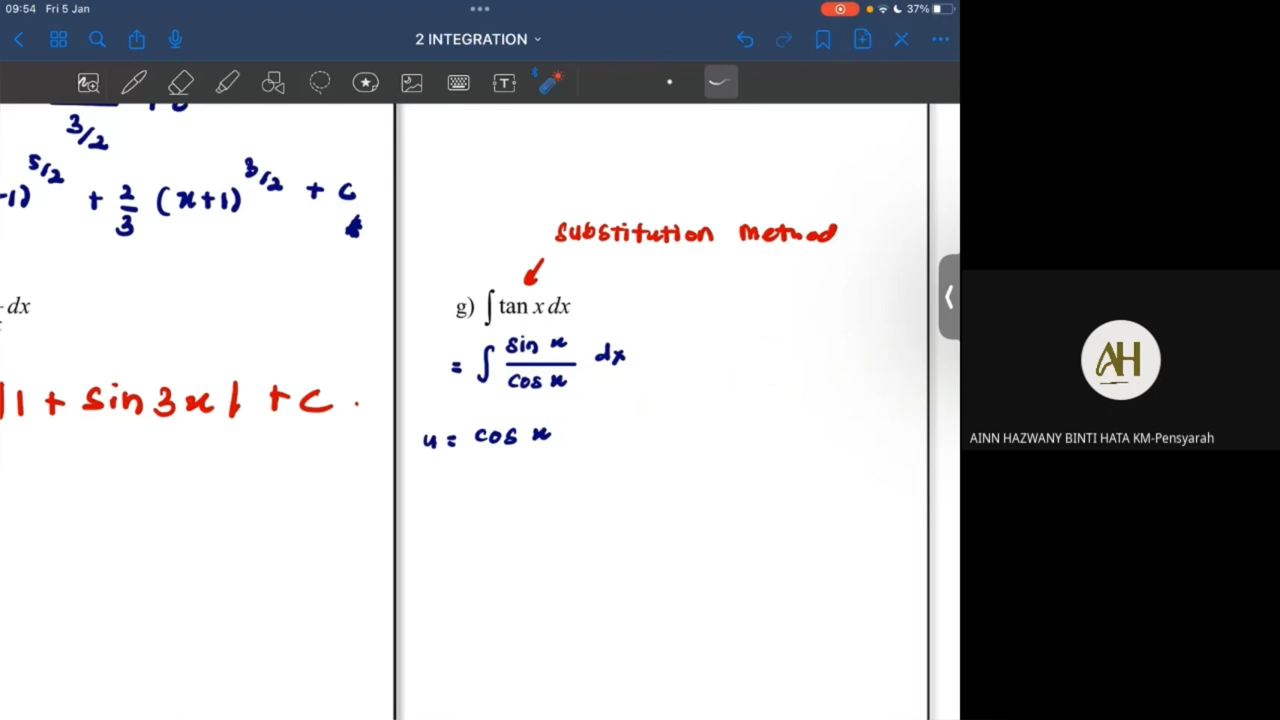 09:54 Fri 5 Jan
37%
2 INTEGRATION
T
3/2
-1)^5/2 + 2/3 (x+1)^3/2 + c
dx
|1 + sin 3x| + c .
substitution method
g) ∫ tan x dx
= ∫ sin x / cos x dx
u = cos x
AH
AINN HAZWANY BINTI HATA KM-Pensyarah